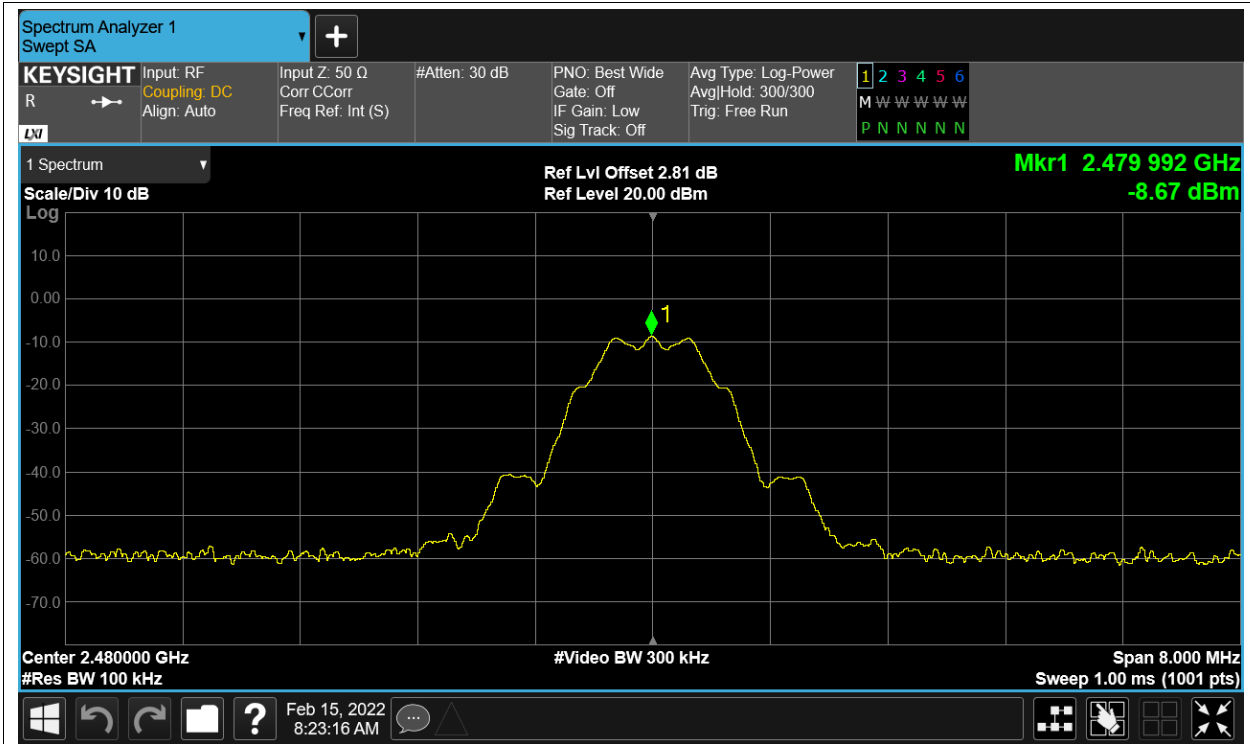 Spectrum Analyzer 1
Swept SA
KEYSIGHT
R
LXI
Input: RF
Coupling: DC
Align: Auto
Input Z: 50 Ω
Corr CCorr
Freq Ref: Int (S)
#Atten: 30 dB
PNO: Best Wide
Gate: Off
IF Gain: Low
Sig Track: Off
Avg Type: Log-Power
Avg|Hold: 300/300
Trig: Free Run
1 2 3 4 5 6
M W W W W W
P N N N N N
1 Spectrum
Scale/Div 10 dB
Log
Ref Lvl Offset 2.81 dB
Ref Level 20.00 dBm
Mkr1 2.479 992 GHz
-8.67 dBm
10.0
0.00
-10.0
-20.0
-30.0
-40.0
-50.0
-60.0
-70.0
1
Center 2.480000 GHz
#Res BW 100 kHz
#Video BW 300 kHz
Span 8.000 MHz
Sweep 1.00 ms (1001 pts)
?
Feb 15, 2022
8:23:16 AM